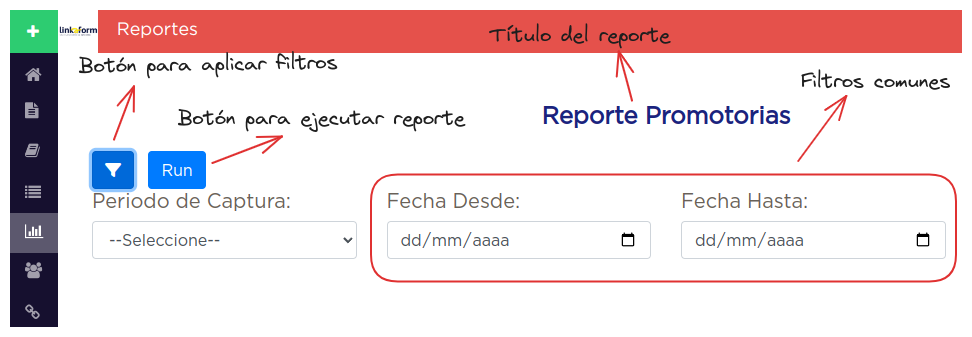 linkaform
Reportes
Título del reporte
Botón para aplicar filtros
Filtros comunes
Botón para ejecutar reporte
Reporte Promotorias
Run
Periodo de Captura:
Fecha Desde:
Fecha Hasta:
--Seleccione--
dd/mm/aaaa
dd/mm/aaaa